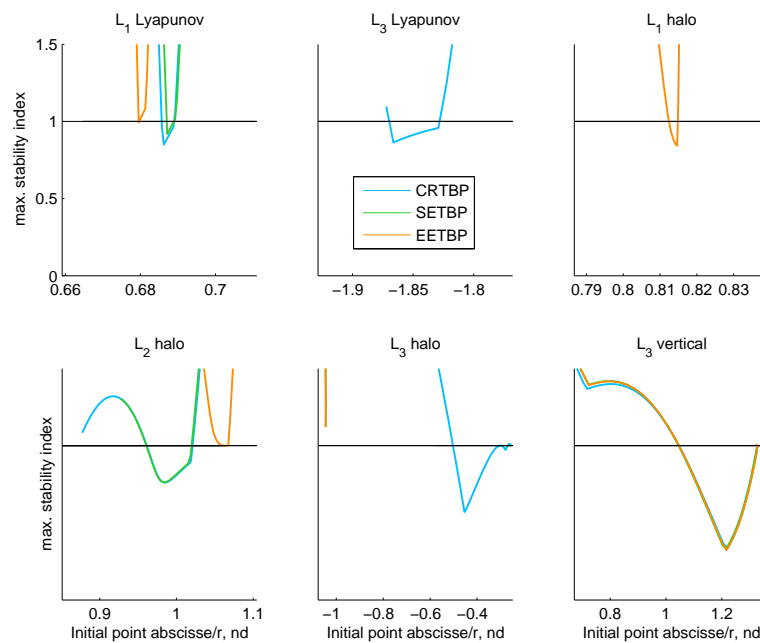 L1 Lyapunov
L3 Lyapunov
L1 halo
max. stability index
1.5
1
0.5
0
0.66 0.68 0.7
−1.9 −1.85 −1.8
0.79 0.8 0.81 0.82 0.83
CRTBP
SETBP
EETBP
L2 halo
L3 halo
L3 vertical
max. stability index
0.9 1 1.1
−1 −0.8 −0.6 −0.4
0.8 1.2
Initial point abscisse/r, nd
Initial point abscisse/r, nd
Initial point abscisse/r, nd